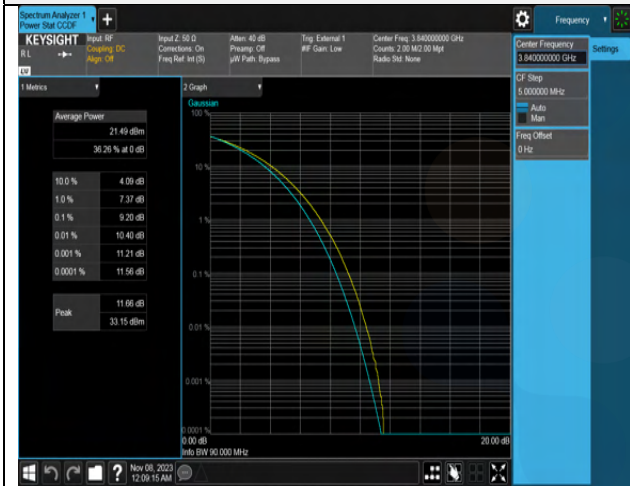 Spectrum Analyzer 1
Power Stat CCDF
Frequency
KEYSIGHT
RL
Input: RF
Coupling: DC
Align: Off
Input Z: 50 Ω
Corrections: On
Freq Ref: Int (S)
Atten: 40 dB
Preamp: Off
µW Path: Bypass
Trig: External 1
#IF Gain: Low
Center Freq: 3.840000000 GHz
Counts: 2.00 M/2.00 Mpt
Radio Std: None
Center Frequency
3.840000000 GHz
Settings
CF Step
5.000000 MHz
Auto
Man
Freq Offset
0 Hz
1 Metrics
2 Graph
Average Power
21.49 dBm
36.26 % at 0 dB
10.0 % 4.09 dB
1.0 % 7.37 dB
0.1 % 9.20 dB
0.01 % 10.40 dB
0.001 % 11.21 dB
0.0001 % 11.56 dB
Peak
11.66 dB
33.15 dBm
Gaussian
100 %
10 %
1 %
0.1 %
0.01 %
0.001 %
0.0001 %
0.00 dB
20.00 dB
Info BW 90.000 MHz
Nov 08, 2023
12:09:15 AM